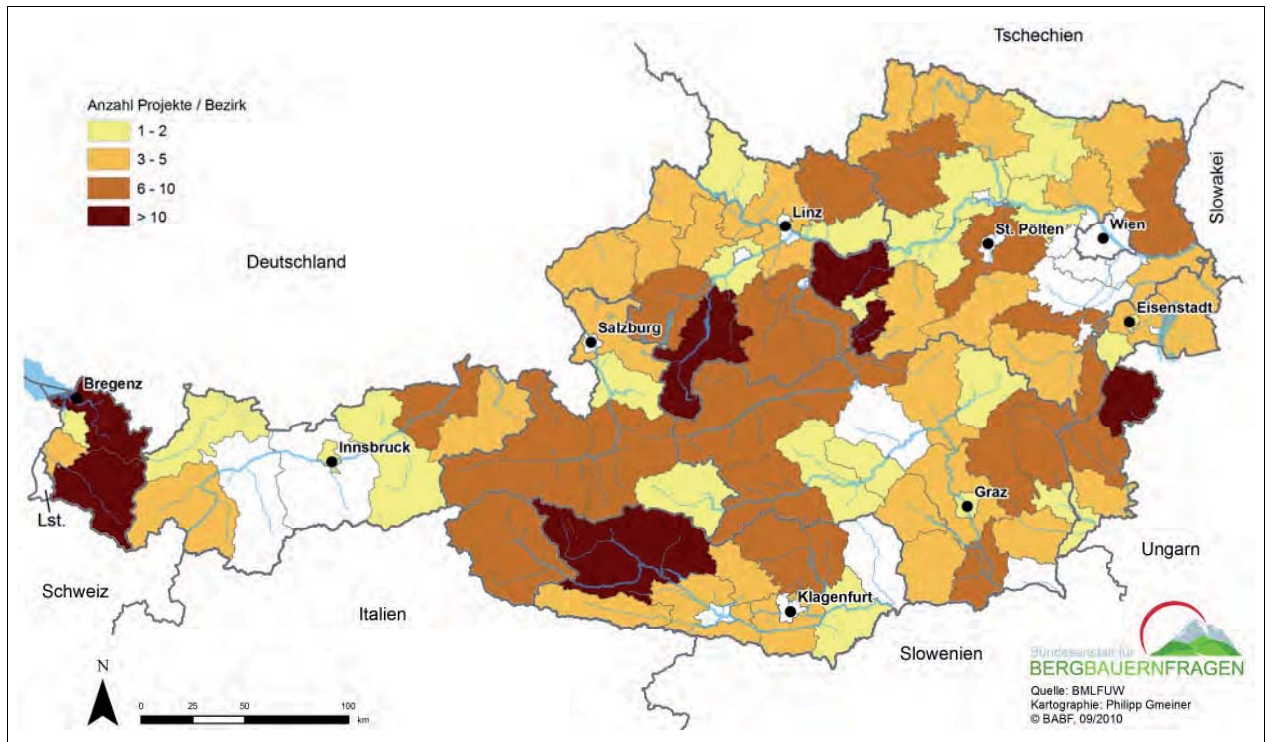 Tschechien
Anzahl Projekte / Bezirk
1 - 2
3 - 5
6 - 10
> 10
Slowakei
Linz
St. Pölten
Wien
Deutschland
Eisenstadt
Salzburg
Bregenz
Innsbruck
Graz
Lst.
Ungarn
Schweiz
Klagenfurt
Italien
Slowenien
N
0 25 50 100
km
Bundesanstalt für
BERGBAUERNFRAGEN
Quelle: BMLFUW
Kartographie: Philipp Gmeiner
© BABF, 09/2010